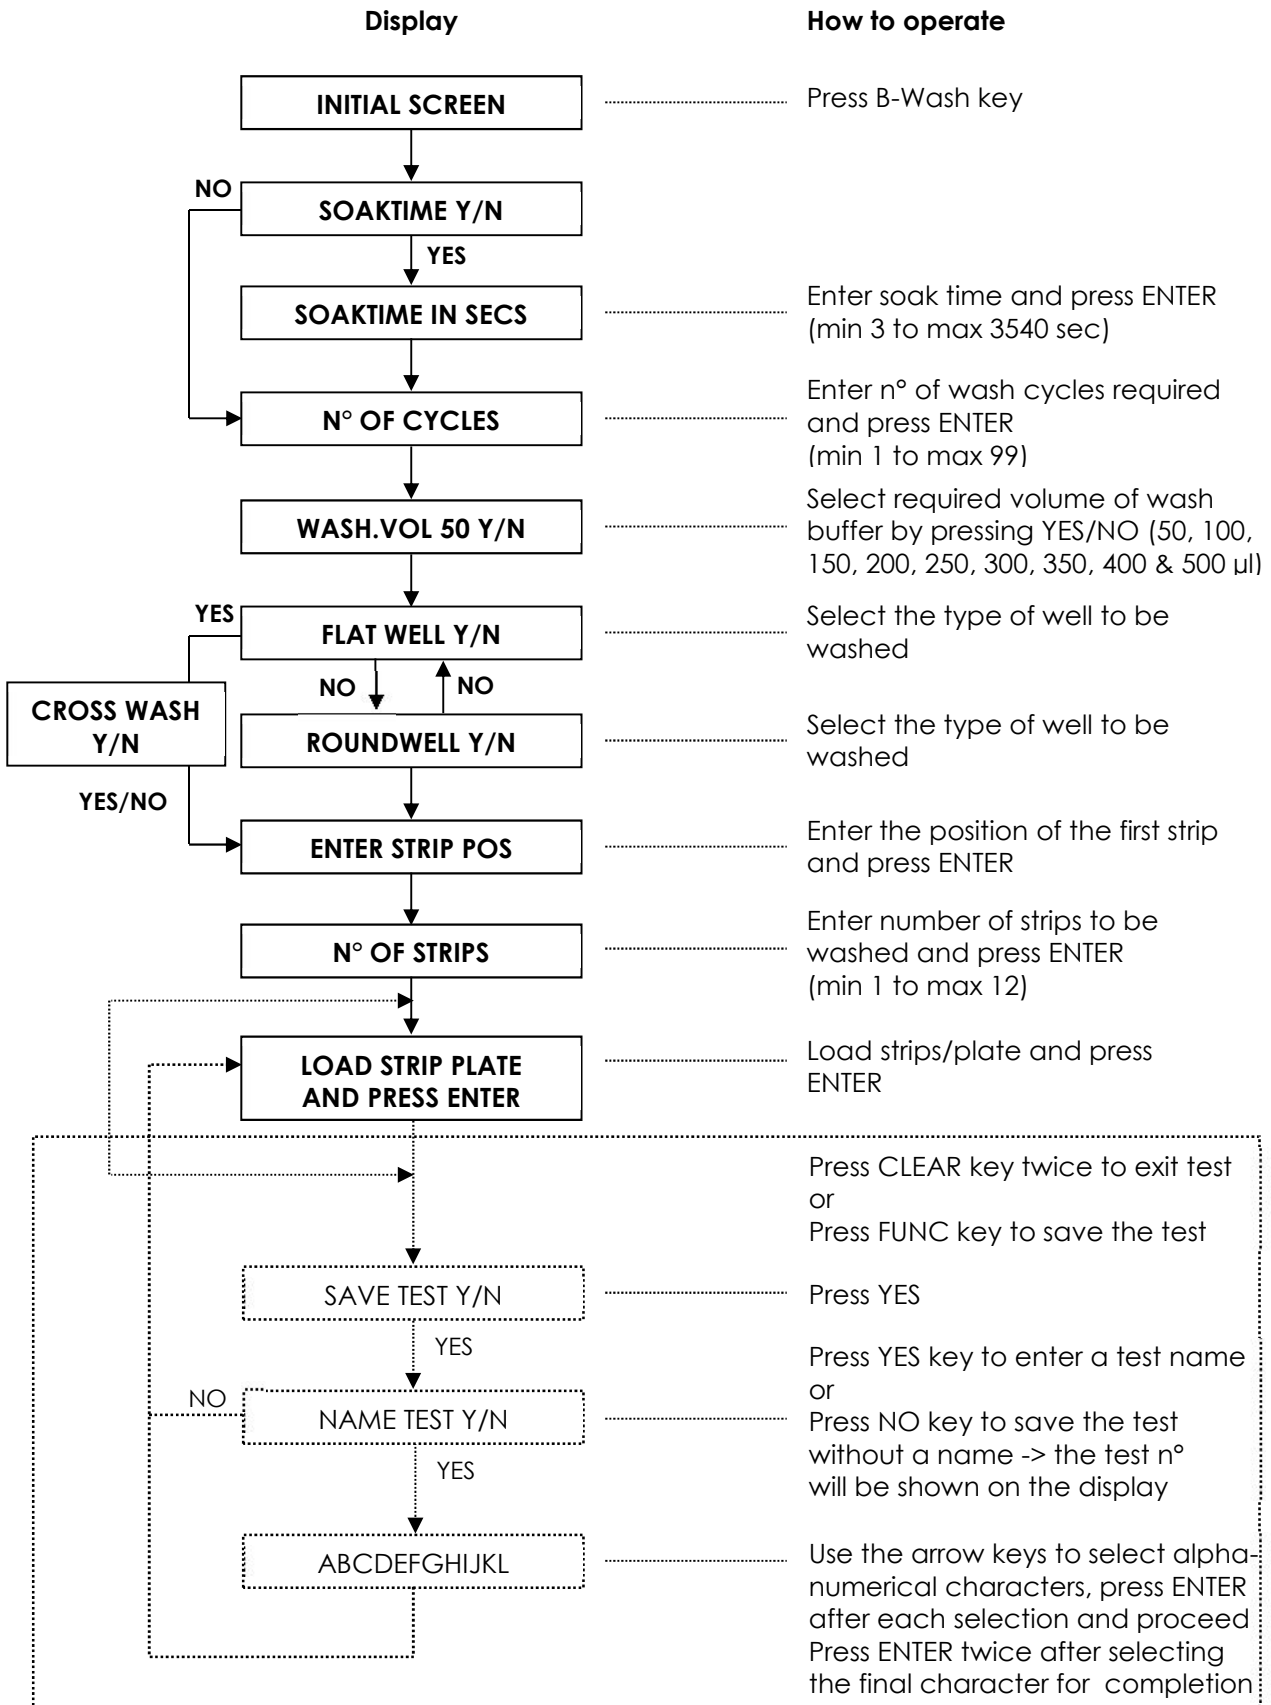 Display How to operate
INITIAL SCREEN Press B-Wash key
NO
SOAKTIME Y/N
YES
SOAKTIME IN SECS
Enter soak time and press ENTER
(min 3 to max 3540 sec)
N° OF CYCLES
Enter n° of wash cycles required
and press ENTER
(min 1 to max 99)
WASH.VOL 50 Y/N
Select required volume of wash
buffer by pressing YES/NO (50, 100,
150, 200, 250, 300, 350, 400 & 500 µl)
YES
FLAT WELL Y/N
Select the type of well to be
washed
NO NO
CROSS WASH
Y/N
ROUNDWELL Y/N
Select the type of well to be
washed
YES/NO
ENTER STRIP POS
Enter the position of the first strip
and press ENTER
N° OF STRIPS
Enter number of strips to be
washed and press ENTER
(min 1 to max 12)
LOAD STRIP PLATE
AND PRESS ENTER
Load strips/plate and press
ENTER
Press CLEAR key twice to exit test
or
Press FUNC key to save the test
SAVE TEST Y/N Press YES
YES
NO
NAME TEST Y/N
Press YES key to enter a test name
or
Press NO key to save the test
without a name -> the test n°
will be shown on the display
YES
ABCDEFGHIJKL
Use the arrow keys to select alpha-
numerical characters, press ENTER
after each selection and proceed
Press ENTER twice after selecting
the final character for completion